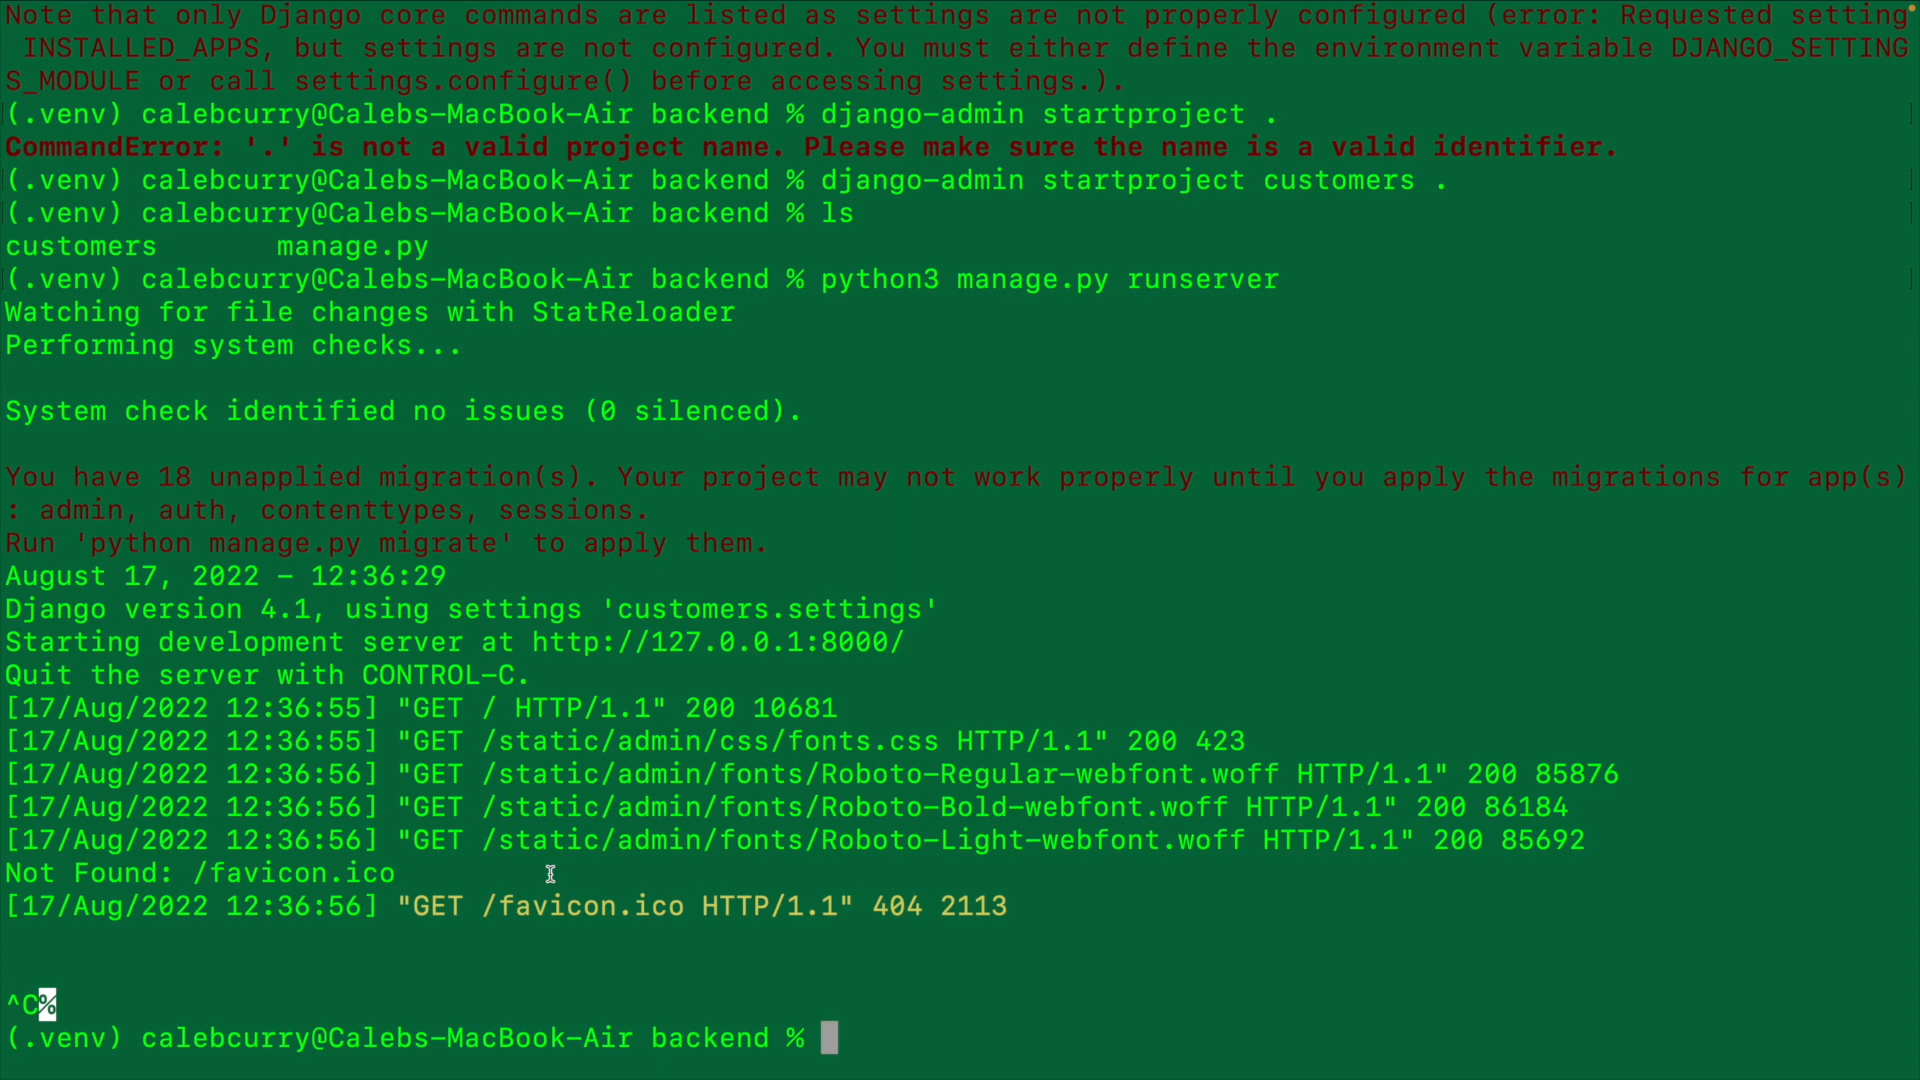 Note that only Django core commands are listed as settings are not properly configured (error: Requested setting
 INSTALLED_APPS, but settings are not configured. You must either define the environment variable DJANGO_SETTING
S_MODULE or call settings.configure() before accessing settings.).
(.venv) calebcurry@Calebs-MacBook-Air backend % django-admin startproject .
CommandError: '.' is not a valid project name. Please make sure the name is a valid identifier.
(.venv) calebcurry@Calebs-MacBook-Air backend % django-admin startproject customers .
(.venv) calebcurry@Calebs-MacBook-Air backend % ls
customers       manage.py
(.venv) calebcurry@Calebs-MacBook-Air backend % python3 manage.py runserver
Watching for file changes with StatReloader
Performing system checks...
System check identified no issues (0 silenced).
You have 18 unapplied migration(s). Your project may not work properly until you apply the migrations for app(s)
: admin, auth, contenttypes, sessions.
Run 'python manage.py migrate' to apply them.
August 17, 2022 - 12:36:29
Django version 4.1, using settings 'customers.settings'
Starting development server at http://127.0.0.1:8000/
Quit the server with CONTROL-C.
[17/Aug/2022 12:36:55] "GET / HTTP/1.1" 200 10681
[17/Aug/2022 12:36:55] "GET /static/admin/css/fonts.css HTTP/1.1" 200 423
[17/Aug/2022 12:36:56] "GET /static/admin/fonts/Roboto-Regular-webfont.woff HTTP/1.1" 200 85876
[17/Aug/2022 12:36:56] "GET /static/admin/fonts/Roboto-Bold-webfont.woff HTTP/1.1" 200 86184
[17/Aug/2022 12:36:56] "GET /static/admin/fonts/Roboto-Light-webfont.woff HTTP/1.1" 200 85692
Not Found: /favicon.ico
[17/Aug/2022 12:36:56] "GET /favicon.ico HTTP/1.1" 404 2113
^C%
(.venv) calebcurry@Calebs-MacBook-Air backend %